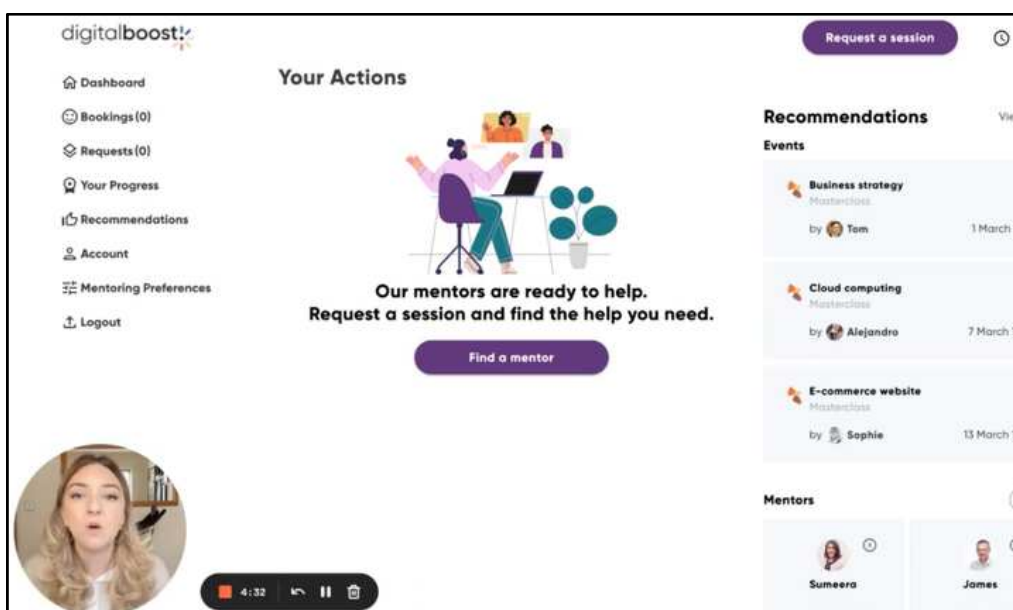 digitalboost
Request a session
Dashboard
Bookings (0)
Requests (0)
Your Progress
Recommendations
Account
Mentoring Preferences
Logout
Your Actions
Our mentors are ready to help.
Request a session and find the help you need.
Find a mentor
Recommendations
Events
Business strategy
Masterclass
by Tom
1 March
Cloud computing
Masterclass
by Alejandro
7 March
E-commerce website
Masterclass
by Sophie
13 March
Mentors
Sumeera
James
4:32